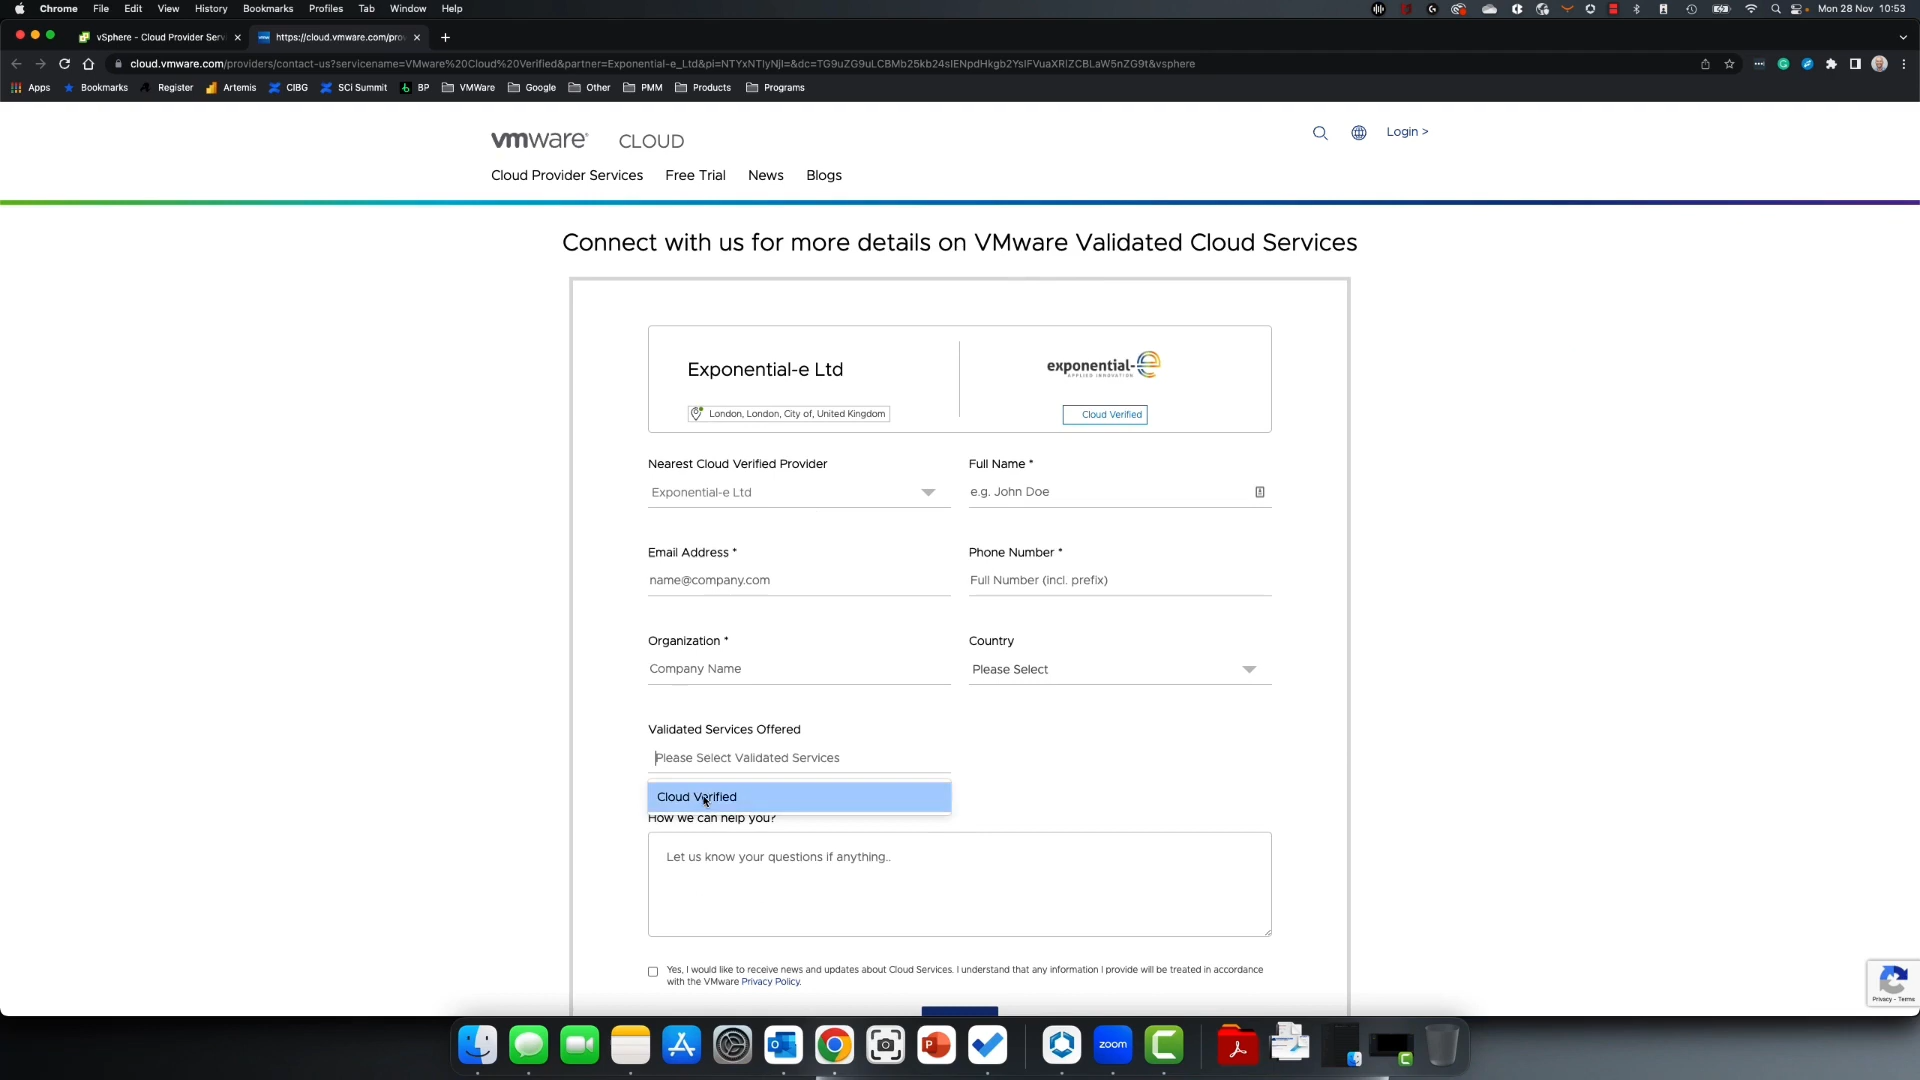 Chrome File Edit View History Bookmarks Profiles Tab Window Help Mon 28 Nov 10:53
vSphere - Cloud Provider Serv https://cloud.vmware.com/prov
cloud.vmware.com/providers/contact-us?servicename=VMware%20Cloud%20Verified&partner=Exponential-e_Ltd&pi=
Apps Bookmarks Register Artemis CIBG SCi Summit BP VMWare Google Other PMM Products Programs
vmware CLOUD Login >
Cloud Provider Services Free Trial News Blogs
Connect with us for more details on VMware Validated Cloud Services
Exponential-e Ltd
exponential-e
APPLIED INNOVATION
London, London, City of, United Kingdom
Cloud Verified
Nearest Cloud Verified Provider Full Name *
Exponential-e Ltd e.g. John Doe
Email Address * Phone Number *
name@company.com Full Number (incl. prefix)
Organization * Country
Company Name Please Select
Validated Services Offered
Please Select Validated Services
Cloud Verified
How we can help you?
Let us know your questions if anything..
Yes, I would like to receive news and updates about Cloud Services. I understand that any information I provide will be treated in accordance
with the VMware Privacy Policy.
Privacy - Terms
zoom